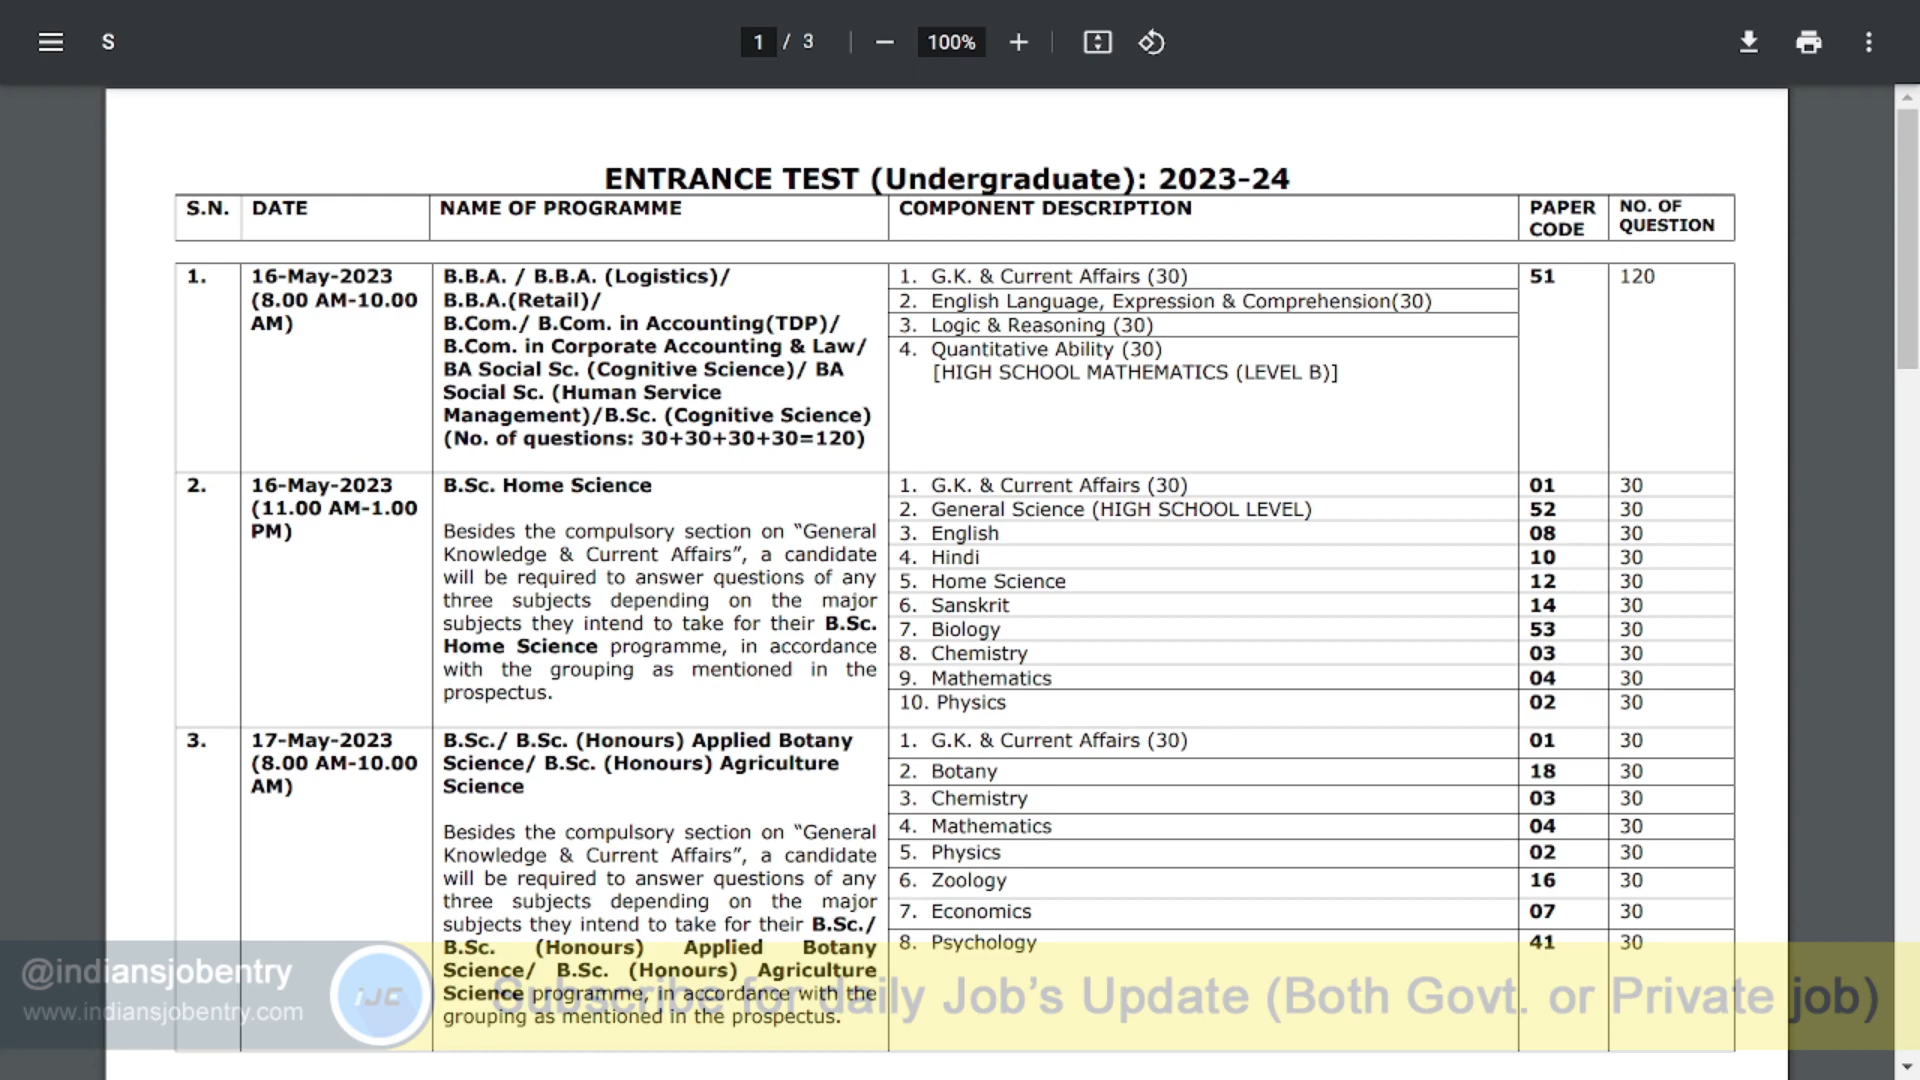 S
1 / 3
100%
ENTRANCE TEST (Undergraduate): 2023-24
S.N. DATE NAME OF PROGRAMME COMPONENT DESCRIPTION PAPER CODE NO. OF QUESTION
1.
16-May-2023
(8.00 AM-10.00
AM)
B.B.A. / B.B.A. (Logistics)/
B.B.A.(Retail)/
B.Com./ B.Com. in Accounting(TDP)/
B.Com. in Corporate Accounting & Law/
BA Social Sc. (Cognitive Science)/ BA
Social Sc. (Human Service
Management)/B.Sc. (Cognitive Science)
(No. of questions: 30+30+30+30=120)
1. G.K. & Current Affairs (30)
2. English Language, Expression & Comprehension(30)
3. Logic & Reasoning (30)
4. Quantitative Ability (30)
[HIGH SCHOOL MATHEMATICS (LEVEL B)]
51
120
2.
16-May-2023
(11.00 AM-1.00
PM)
B.Sc. Home Science
Besides the compulsory section on “General
Knowledge & Current Affairs”, a candidate
will be required to answer questions of any
three subjects depending on the major
subjects they intend to take for their B.Sc.
Home Science programme, in accordance
with the grouping as mentioned in the
prospectus.
1. G.K. & Current Affairs (30) 01 30
2. General Science (HIGH SCHOOL LEVEL) 52 30
3. English 08 30
4. Hindi 10 30
5. Home Science 12 30
6. Sanskrit 14 30
7. Biology 53 30
8. Chemistry 03 30
9. Mathematics 04 30
10. Physics 02 30
3.
17-May-2023
(8.00 AM-10.00
AM)
B.Sc./ B.Sc. (Honours) Applied Botany
Science/ B.Sc. (Honours) Agriculture
Science
Besides the compulsory section on “General
Knowledge & Current Affairs”, a candidate
will be required to answer questions of any
three subjects depending on the major
subjects they intend to take for their B.Sc./
B.Sc. (Honours) Applied Botany
Science/ B.Sc. (Honours) Agriculture
Science programme, in accordance with the
grouping as mentioned in the prospectus.
1. G.K. & Current Affairs (30) 01 30
2. Botany 18 30
3. Chemistry 03 30
4. Mathematics 04 30
5. Physics 02 30
6. Zoology 16 30
7. Economics 07 30
8. Psychology 41 30
@indiansjobentry
www.indiansjobentry.com
iJC
Subscribe for daily Job’s Update (Both Govt. or Private job)